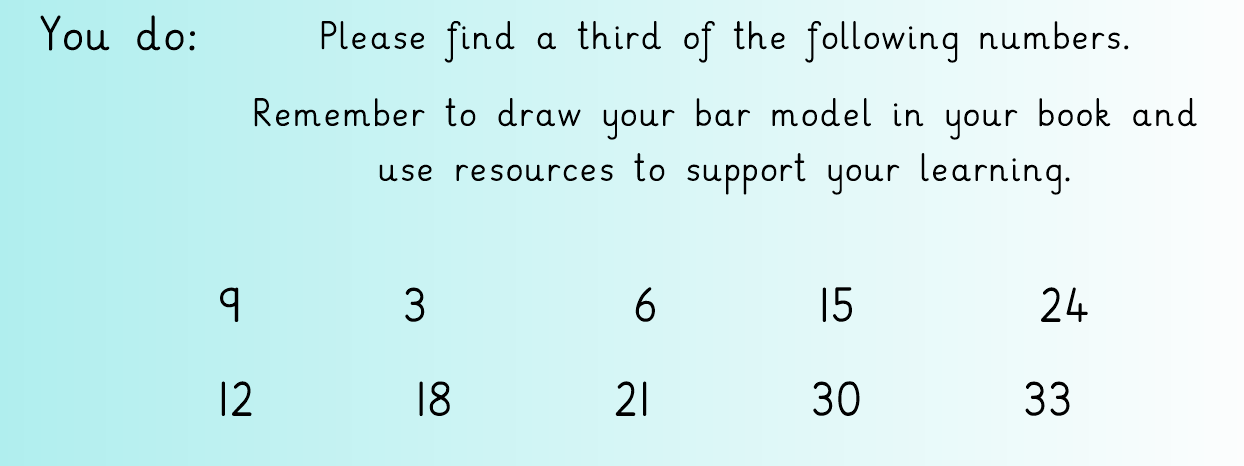 You do: Please find a third of the following numbers.
Remember to draw your bar model in your book and
use resources to support your learning.
9 3 6 15 24
12 18 21 30 33